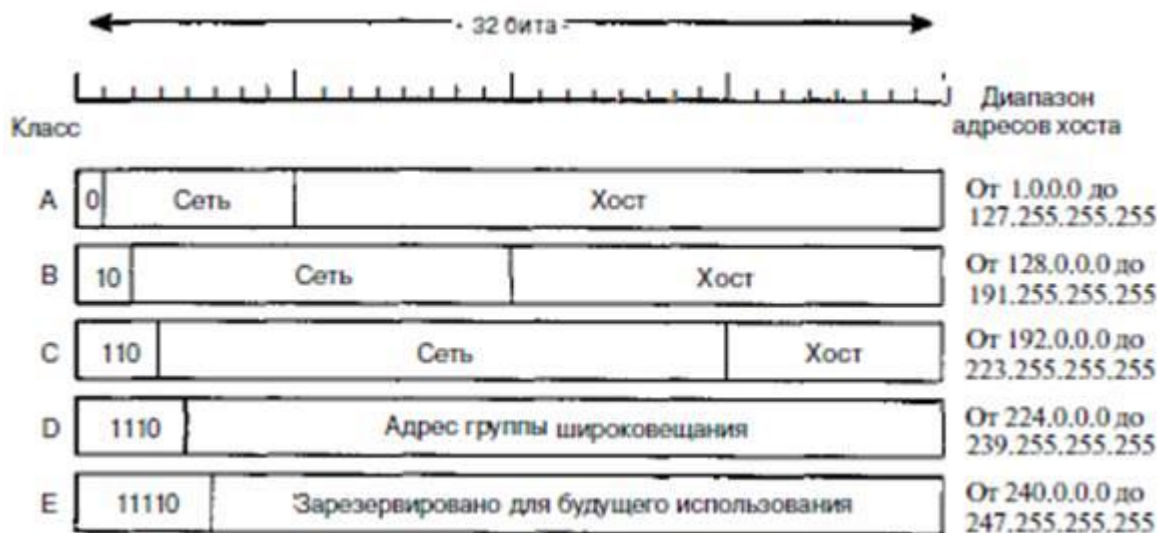 32 бита
Диапазон
адресов хоста
Класс
A 0 Сеть Хост От 1.0.0.0 до
127.255.255.255
B 10 Сеть Хост От 128.0.0.0 до
191.255.255.255
C 110 Сеть Хост От 192.0.0.0 до
223.255.255.255
D 1110 Адрес группы широковещания От 224.0.0.0 до
239.255.255.255
E 11110 Зарезервировано для будущего использования От 240.0.0.0 до
247.255.255.255